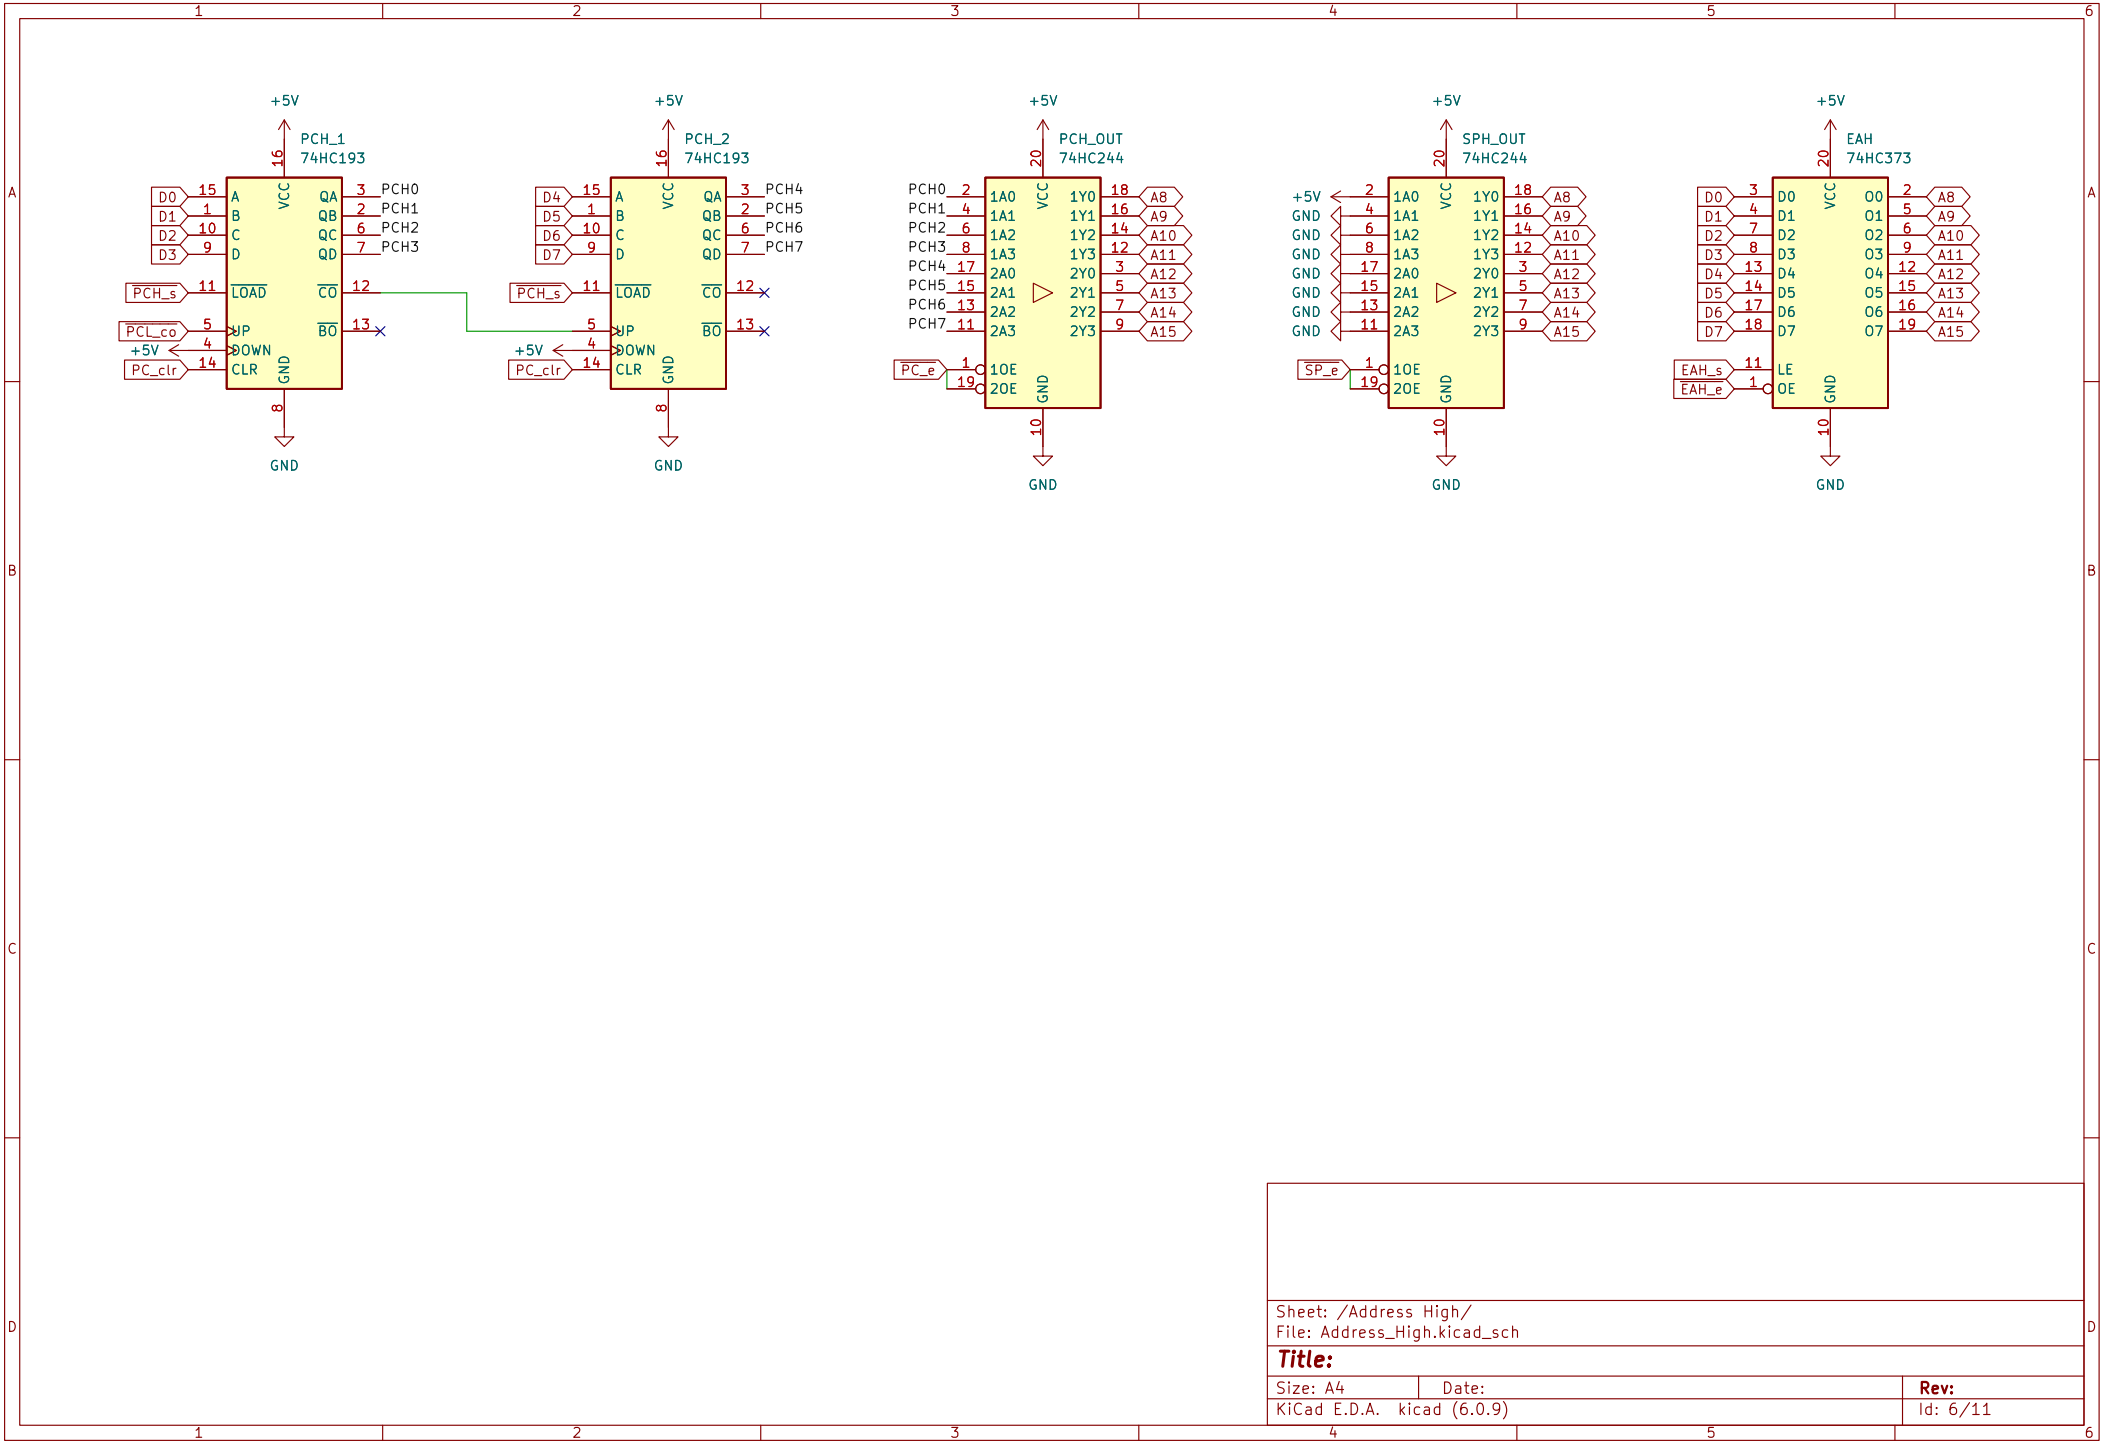 1 2 3 4 5 6
A A
B B
C C
D D
1 2 3 4 5 6
+5V
PCH_1
74HC193
16
D0 15 A QA 3 PCH0
D1 1 B QB 2 PCH1
D2 10 C QC 6 PCH2
D3 9 D QD 7 PCH3
PCH_s 11 LOAD CO 12
PCL_co 5 UP BO 13
+5V 4 DOWN
PC_clr 14 CLR
VCC
GND
8
GND
+5V
PCH_2
74HC193
16
D4 15 A QA 3 PCH4
D5 1 B QB 2 PCH5
D6 10 C QC 6 PCH6
D7 9 D QD 7 PCH7
PCH_s 11 LOAD CO 12
5 UP BO 13
+5V 4 DOWN
PC_clr 14 CLR
VCC
GND
8
GND
+5V
PCH_OUT
74HC244
20
PCH0 2 1A0 1Y0 18 A8
PCH1 4 1A1 1Y1 16 A9
PCH2 6 1A2 1Y2 14 A10
PCH3 8 1A3 1Y3 12 A11
PCH4 17 2A0 2Y0 3 A12
PCH5 15 2A1 2Y1 5 A13
PCH6 13 2A2 2Y2 7 A14
PCH7 11 2A3 2Y3 9 A15
PC_e 1 1OE
19 2OE
VCC
GND
10
GND
+5V
SPH_OUT
74HC244
20
+5V 2 1A0 1Y0 18 A8
GND 4 1A1 1Y1 16 A9
GND 6 1A2 1Y2 14 A10
GND 8 1A3 1Y3 12 A11
GND 17 2A0 2Y0 3 A12
GND 15 2A1 2Y1 5 A13
GND 13 2A2 2Y2 7 A14
GND 11 2A3 2Y3 9 A15
SP_e 1 1OE
19 2OE
VCC
GND
10
GND
+5V
EAH
74HC373
20
D0 3 D0 O0 2 A8
D1 4 D1 O1 5 A9
D2 7 D2 O2 6 A10
D3 8 D3 O3 9 A11
D4 13 D4 O4 12 A12
D5 14 D5 O5 15 A13
D6 17 D6 O6 16 A14
D7 18 D7 O7 19 A15
EAH_s 11 LE
EAH_e 1 OE
VCC
GND
10
GND
Sheet: /Address High/
File: Address_High.kicad_sch
Title:
Size: A4 Date: Rev:
KiCad E.D.A. kicad (6.0.9) Id: 6/11